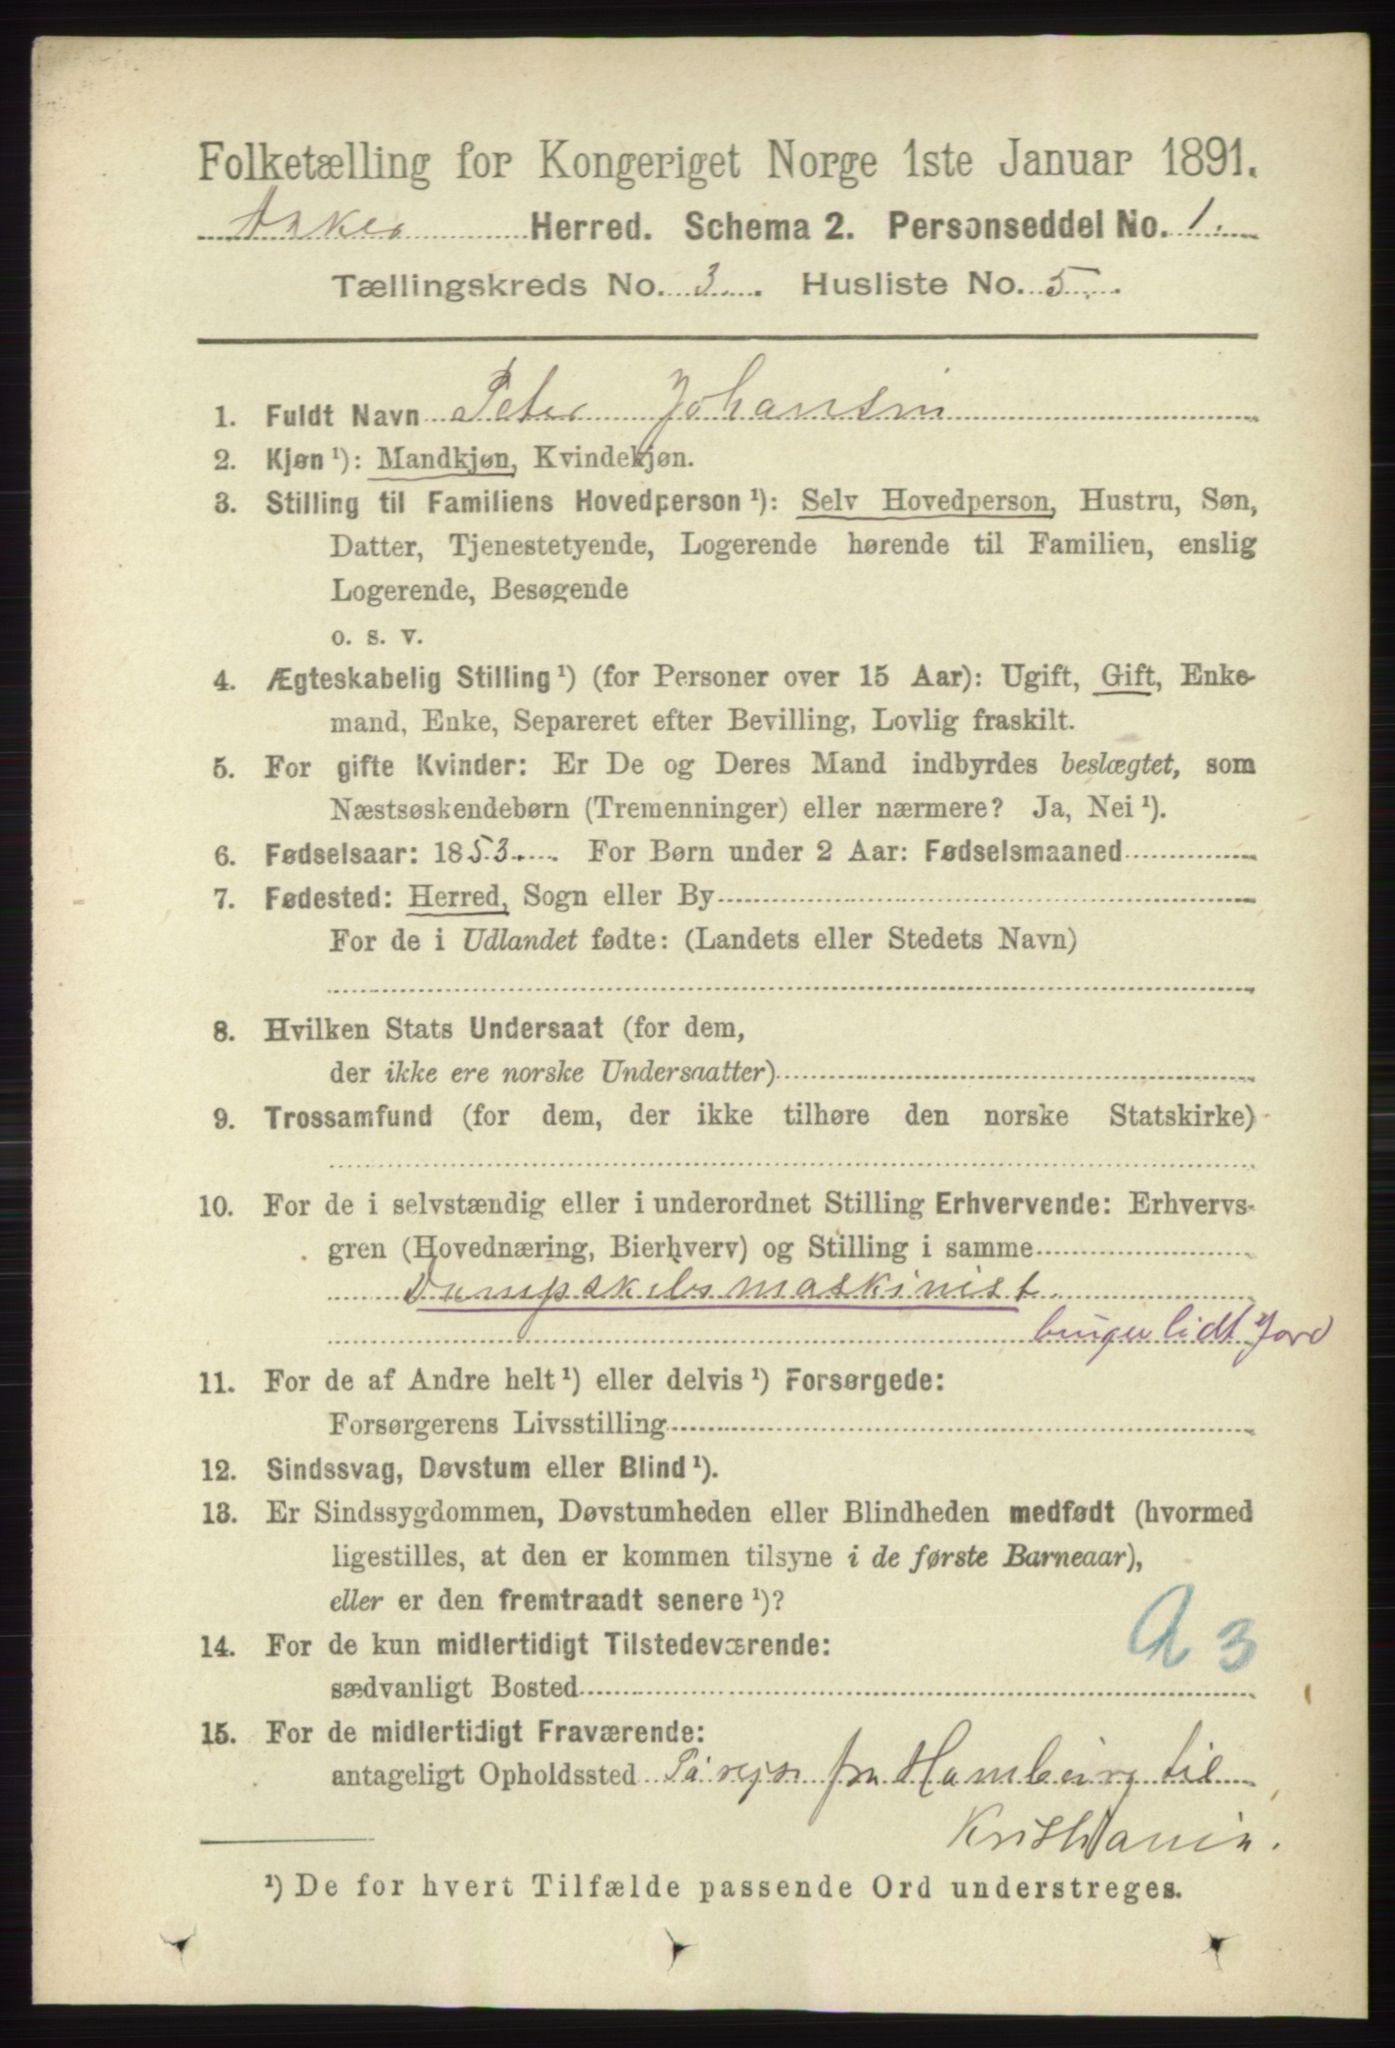 Folketælling for Kongeriget Norge 1ste Januar 1891.
Asker Herred. Schema 2. Personseddel No. 1.
Tællingskreds No. 3. Husliste No. 5.
1. Fuldt Navn Peter Johansen
2. Kjøn ¹): Mandkjøn, Kvindekjøn.
3. Stilling til Familiens Hovedperson ¹): Selv Hovedperson, Hustru, Søn,
Datter, Tjenestetyende, Logerende hørende til Familien, enslig
Logerende, Besøgende
o. s. v.
4. Ægteskabelig Stilling ¹) (for Personer over 15 Aar): Ugift, Gift, Enke-
mand, Enke, Separeret efter Bevilling, Lovlig fraskilt.
5. For gifte Kvinder: Er De og Deres Mand indbyrdes beslægtet, som
Næstsøskendebørn (Tremenninger) eller nærmere? Ja, Nei ¹).
6. Fødselsaar: 1853. For Børn under 2 Aar: Fødselsmaaned
7. Fødested: Herred, Sogn eller By
For de i Udlandet fødte: (Landets eller Stedets Navn)
8. Hvilken Stats Undersaat (for dem,
der ikke ere norske Undersaatter)
9. Trossamfund (for dem, der ikke tilhøre den norske Statskirke)
10. For de i selvstændig eller i underordnet Stilling Erhvervende: Erhvervs-
gren (Hovednæring, Bierhverv) og Stilling i samme
Dampskibsmaskinist
bruger lidt Jord
11. For de af Andre helt ¹) eller delvis ¹) Forsørgede:
Forsørgerens Livsstilling
12. Sindssvag, Døvstum eller Blind ¹).
13. Er Sindssygdommen, Døvstumheden eller Blindheden medfødt (hvormed
ligestilles, at den er kommen tilsyne i de første Barneaar),
eller er den fremtraadt senere ¹)?
A 3
14. For de kun midlertidigt Tilstedeværende:
sædvanligt Bosted
15. For de midlertidigt Fraværende:
antageligt Opholdssted På rejse fra Hamburg til
Kristiania.
¹) De for hvert Tilfælde passende Ord understreges.